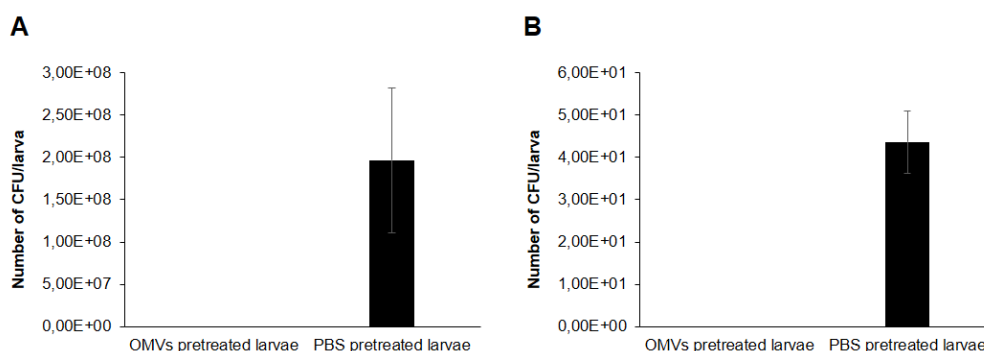 A
Number of CFU/larva
3,00E+08
2,50E+08
2,00E+08
1,50E+08
1,00E+08
5,00E+07
0,00E+00
OMVs pretreated larvae PBS pretreated larvae
B
Number of CFU/larva
6,00E+01
5,00E+01
4,00E+01
3,00E+01
2,00E+01
1,00E+01
0,00E+00
OMVs pretreated larvae PBS pretreated larvae